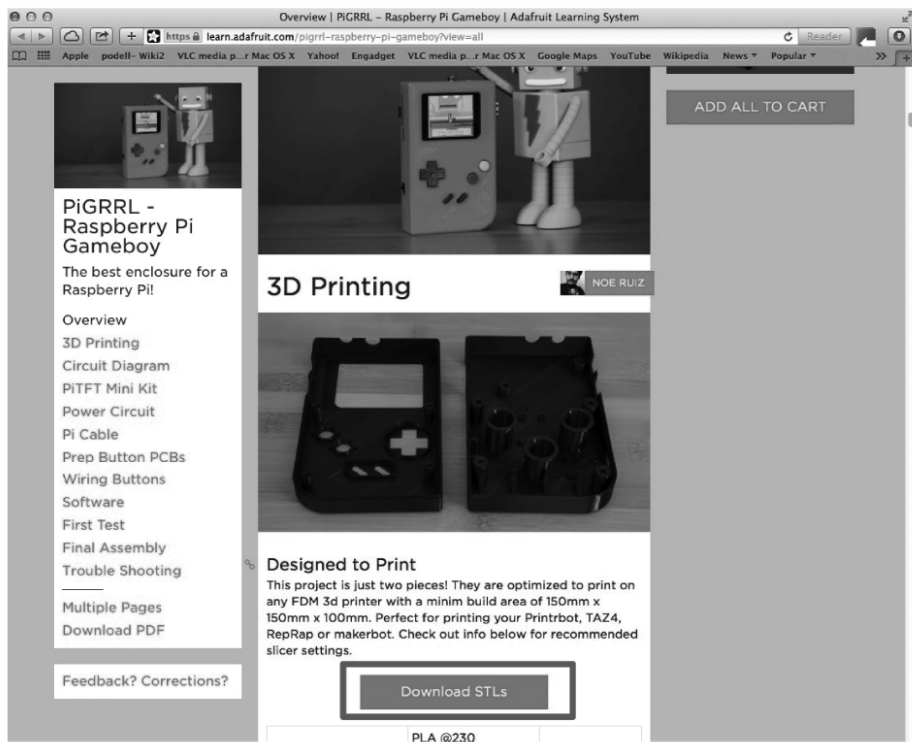 Overview | PiGRRL - Raspberry Pi Gameboy | Adafruit Learning System
https learn.adafruit.com/pigrrl-raspberry-pi-gameboy?view=all
Reader
Apple podell- Wiki2 VLC media p...r Mac OS X Yahoo! Engadget VLC media p...r Mac OS X Google Maps YouTube Wikipedia News Popular
ADD ALL TO CART
PiGRRL -
Raspberry Pi
Gameboy
The best enclosure for a
Raspberry Pi!
Overview
3D Printing
Circuit Diagram
PiTFT Mini Kit
Power Circuit
Pi Cable
Prep Button PCBs
Wiring Buttons
Software
First Test
Final Assembly
Trouble Shooting
Multiple Pages
Download PDF
Feedback? Corrections?
3D Printing
NOE RUIZ
Designed to Print
This project is just two pieces! They are optimized to print on
any FDM 3d printer with a minim build area of 150mm x
150mm x 100mm. Perfect for printing your Printrbot, TAZ4,
RepRap or makerbot. Check out info below for recommended
slicer settings.
Download STLs
PLA @230